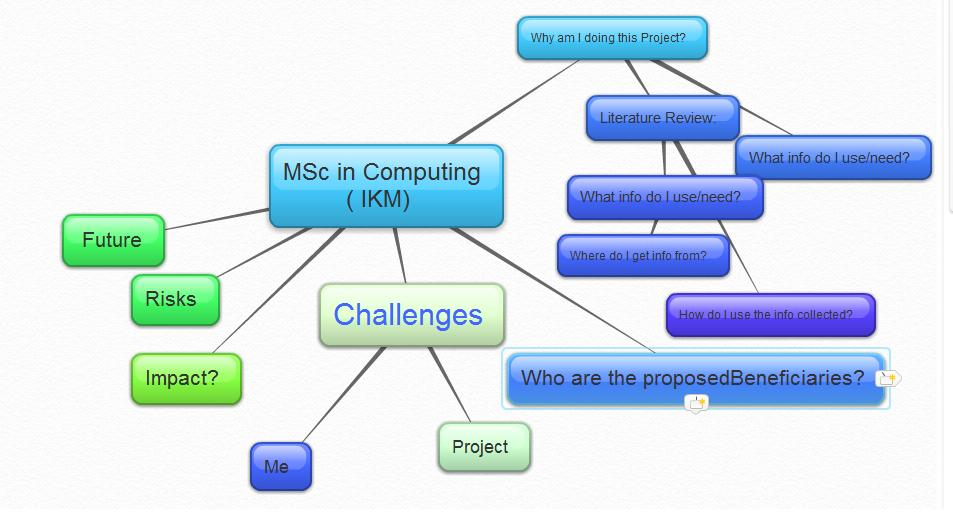 Why am I doing this Project?
Literature Review:
What info do I use/need?
MSc in Computing
( IKM)
What info do I use/need?
Future
Where do I get info from?
Risks
Challenges
How do I use the info collected?
Impact?
Who are the proposedBeneficiaries?
Me
Project